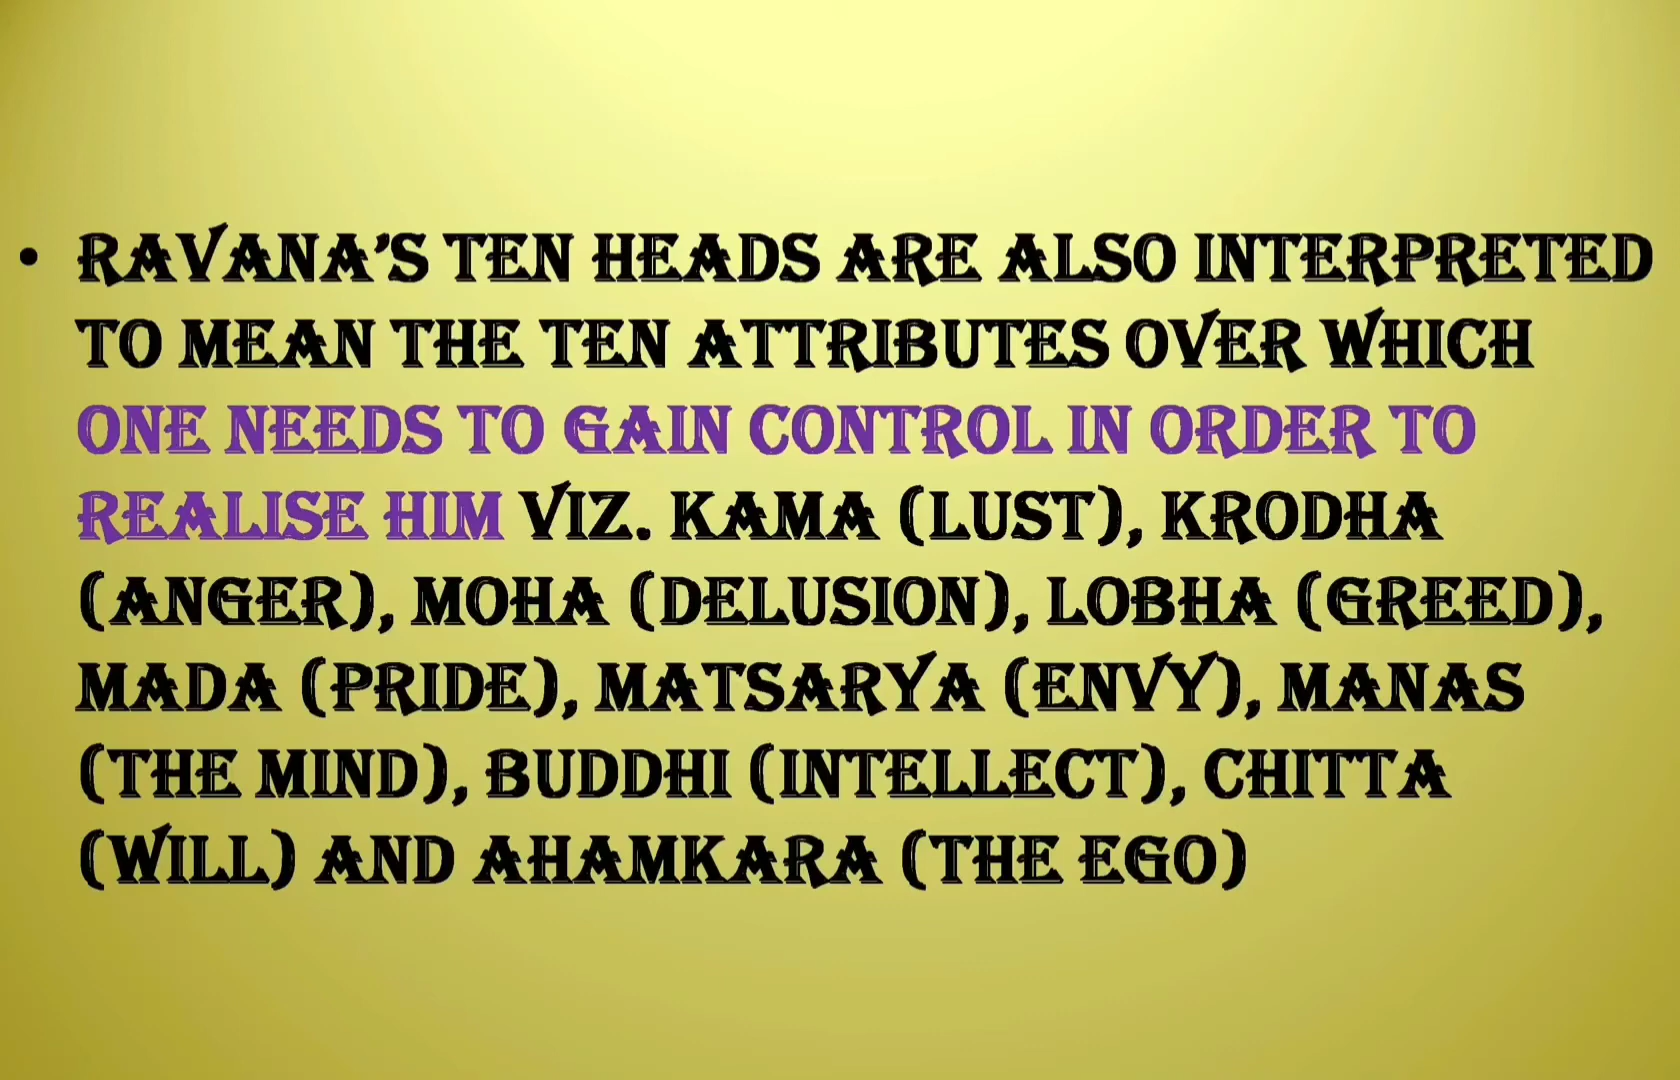 • RAVANA’S TEN HEADS ARE ALSO INTERPRETED
TO MEAN THE TEN ATTRIBUTES OVER WHICH
ONE NEEDS TO GAIN CONTROL IN ORDER TO
REALISE HIM VIZ. KAMA (LUST), KRODHA
(ANGER), MOHA (DELUSION), LOBHA (GREED),
MADA (PRIDE), MATSARYA (ENVY), MANAS
(THE MIND), BUDDHI (INTELLECT), CHITTA
(WILL) AND AHAMKARA (THE EGO)